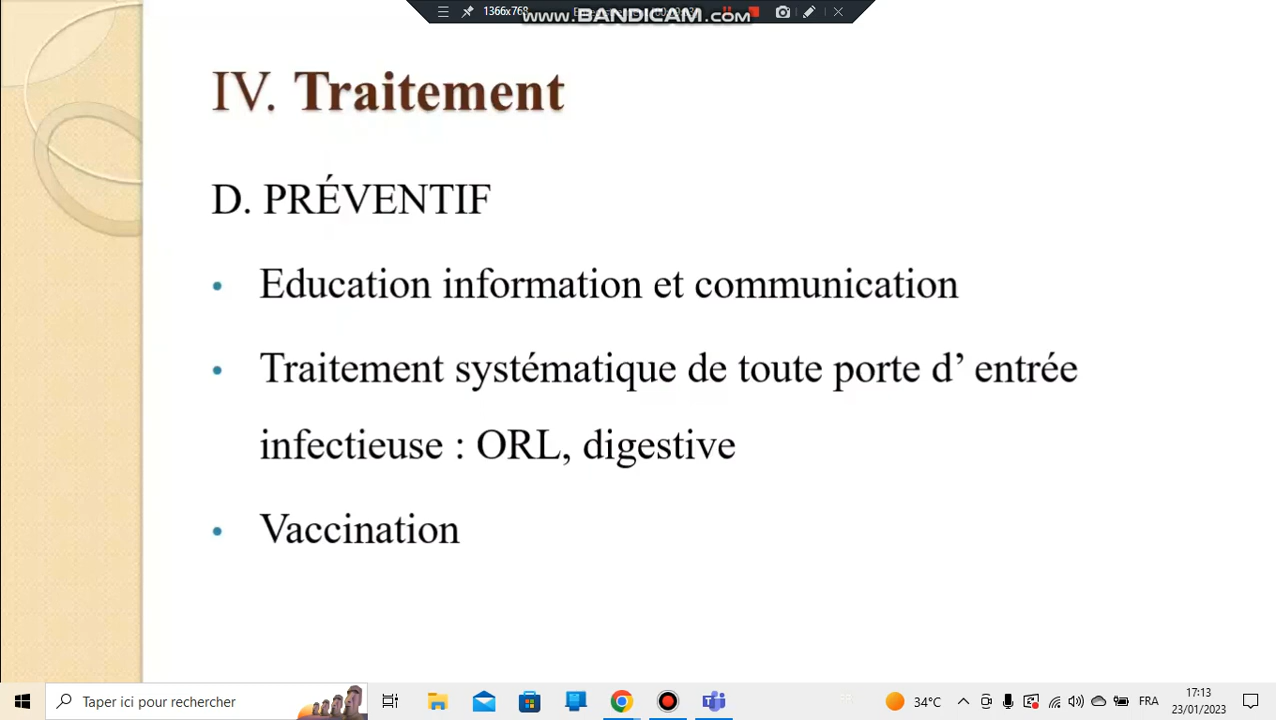 1366x768
www.BANDICAM.com
IV. Traitement
D. PRÉVENTIF
• Education information et communication
• Traitement systématique de toute porte d’ entrée
infectieuse : ORL, digestive
• Vaccination
Taper ici pour rechercher
34°C
FRA
17:13
23/01/2023